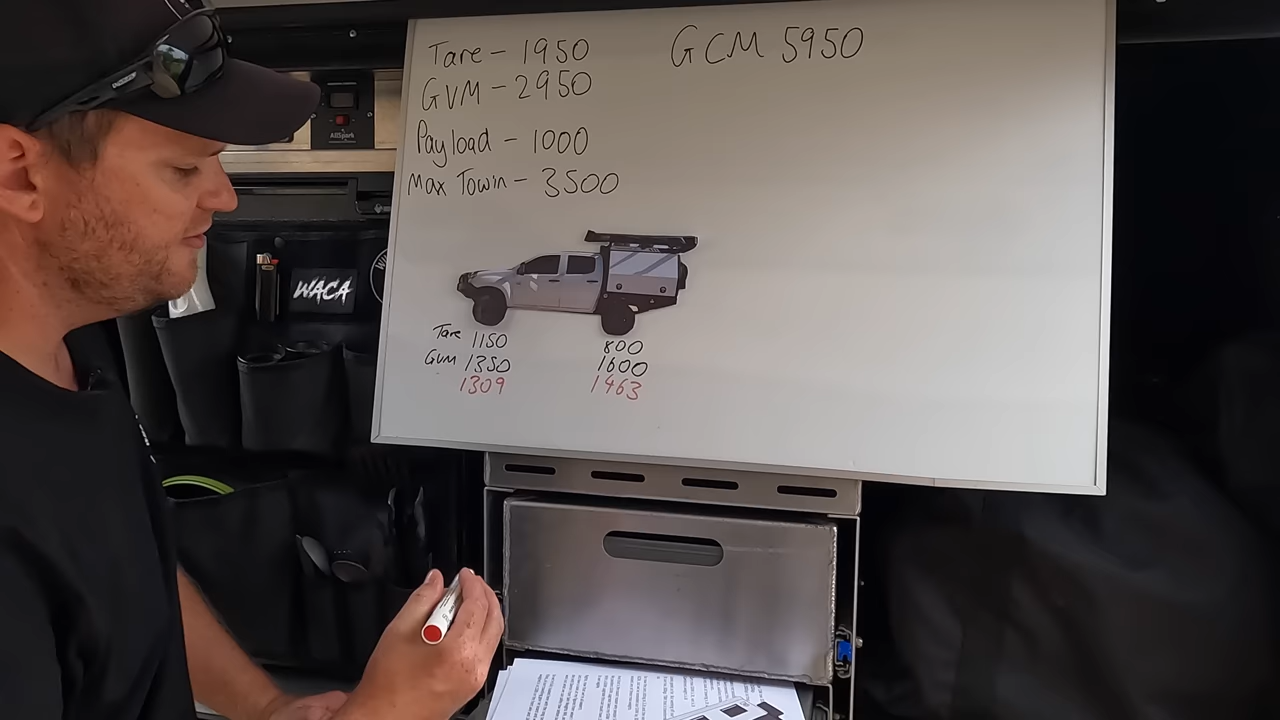 Tare - 1950
GVM - 2950
Payload - 1000
Max Towin - 3500
GCM 5950
Tare 1150 800
GVM 1350 1600
1309 1463
AllSpark
WACA